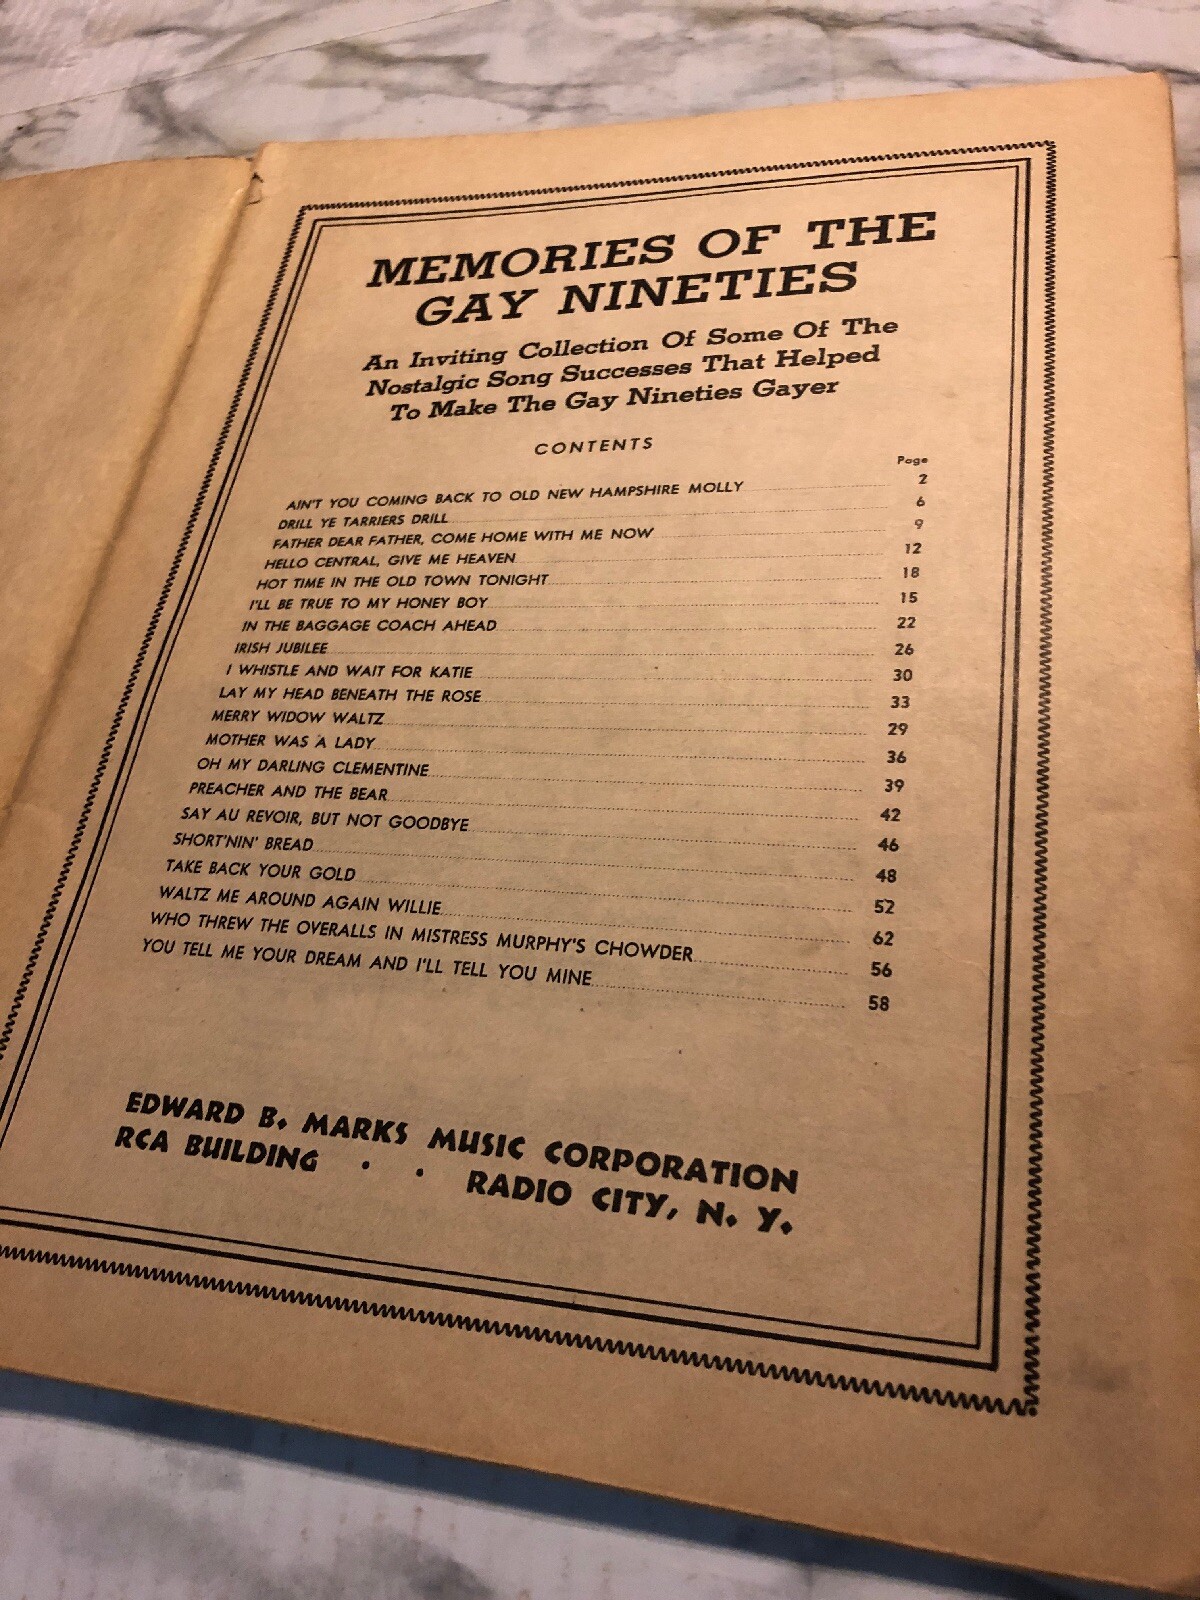 MEMORIES OF THE
GAY NINETIES
An Inviting Collection Of Some Of The
Nostalgic Song Successes That Helped
To Make The Gay Nineties Gayer
CONTENTS
Page
AIN'T YOU COMING BACK TO OLD NEW HAMPSHIRE MOLLY 2
DRILL YE TARRIERS DRILL 6
FATHER DEAR FATHER, COME HOME WITH ME NOW 9
HELLO CENTRAL, GIVE ME HEAVEN 12
HOT TIME IN THE OLD TOWN TONIGHT 18
I'LL BE TRUE TO MY HONEY BOY 15
IN THE BAGGAGE COACH AHEAD 22
IRISH JUBILEE 26
I WHISTLE AND WAIT FOR KATIE 30
LAY MY HEAD BENEATH THE ROSE 33
MERRY WIDOW WALTZ 29
MOTHER WAS A LADY 36
OH MY DARLING CLEMENTINE 39
PREACHER AND THE BEAR 42
SAY AU REVOIR, BUT NOT GOODBYE 46
SHORT'NIN' BREAD 48
TAKE BACK YOUR GOLD 52
WALTZ ME AROUND AGAIN WILLIE 62
WHO THREW THE OVERALLS IN MISTRESS MURPHY'S CHOWDER 56
YOU TELL ME YOUR DREAM AND I'LL TELL YOU MINE 58
EDWARD B. MARKS MUSIC CORPORATION
RCA BUILDING · · RADIO CITY, N. Y.